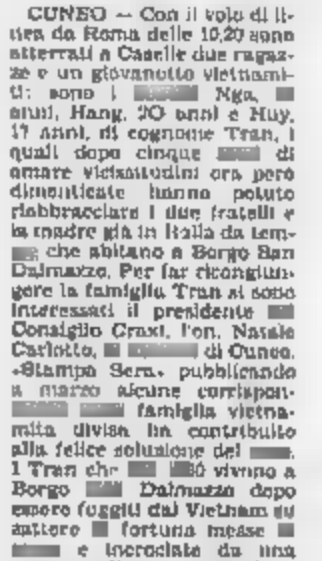 CUNEO — Con il volo di li-
nea da Roma delle 10,20 sono
atterrati a Caselle due ragaz-
ze e un giovanotto vietnami-
ti: sono i Nga,
anni, Hang, 20 anni e Huy,
17 anni, di cognome Tran, i
quali dopo cinque di
amare vicissitudini ora però
dimenticate hanno potuto
riabbracciare i due fratelli e
la madre già in Italia da tem-
che abitano a Borgo San
Dalmazzo. Per far ricongiun-
gere la famiglia Tran si sono
interessati il presidente
Consiglio Craxi, l'on. Natale
Carlotto, di Cuneo.
«Stampa Sera» pubblicando
a marzo alcune corrispon-
famiglia vietna-
mita divisa ha contribuito
alla felice soluzione del
I Tran che vivono a
Borgo Dalmazzo dopo
essere fuggiti dal Vietnam su
zattere fortuna messe
e incrociate da una